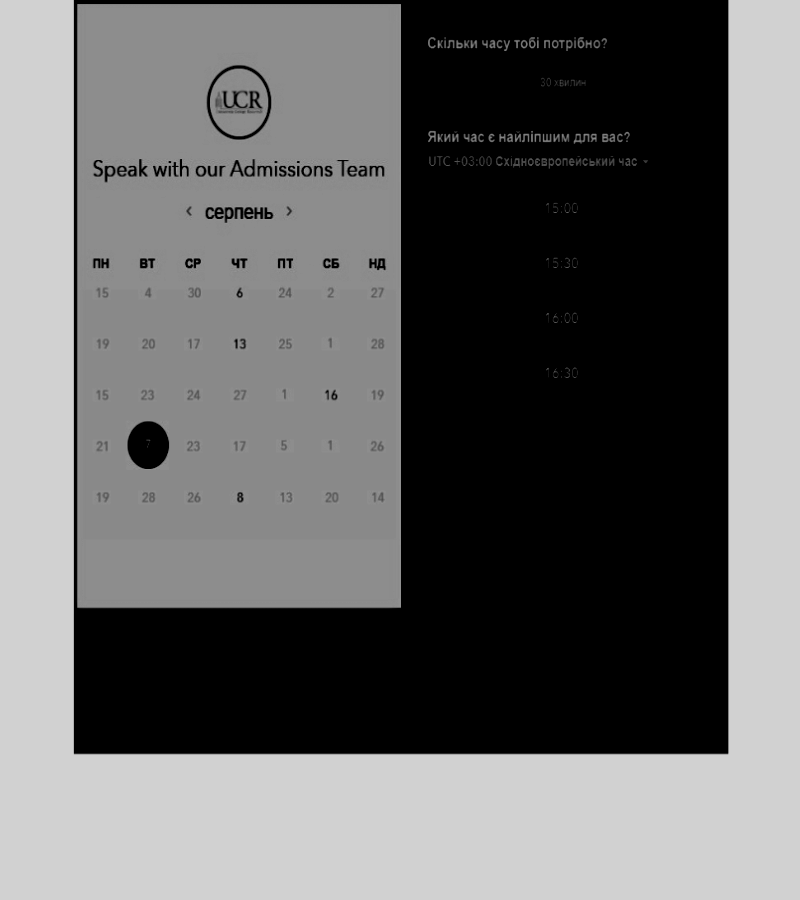 UCR
Speak with our Admissions Team
‹ серпень ›
ПН ВТ СР ЧТ ПТ СБ НД
15 4 30 6 24 2 27
19 20 17 13 25 1 28
15 23 24 27 1 16 19
21 7 23 17 5 1 26
19 28 26 8 13 20 14
Скільки часу тобі потрібно?
30 хвилин
Який час є найліпшим для вас?
UTC +03:00 Східноєвропейський час
15:00
15:30
16:00
16:30